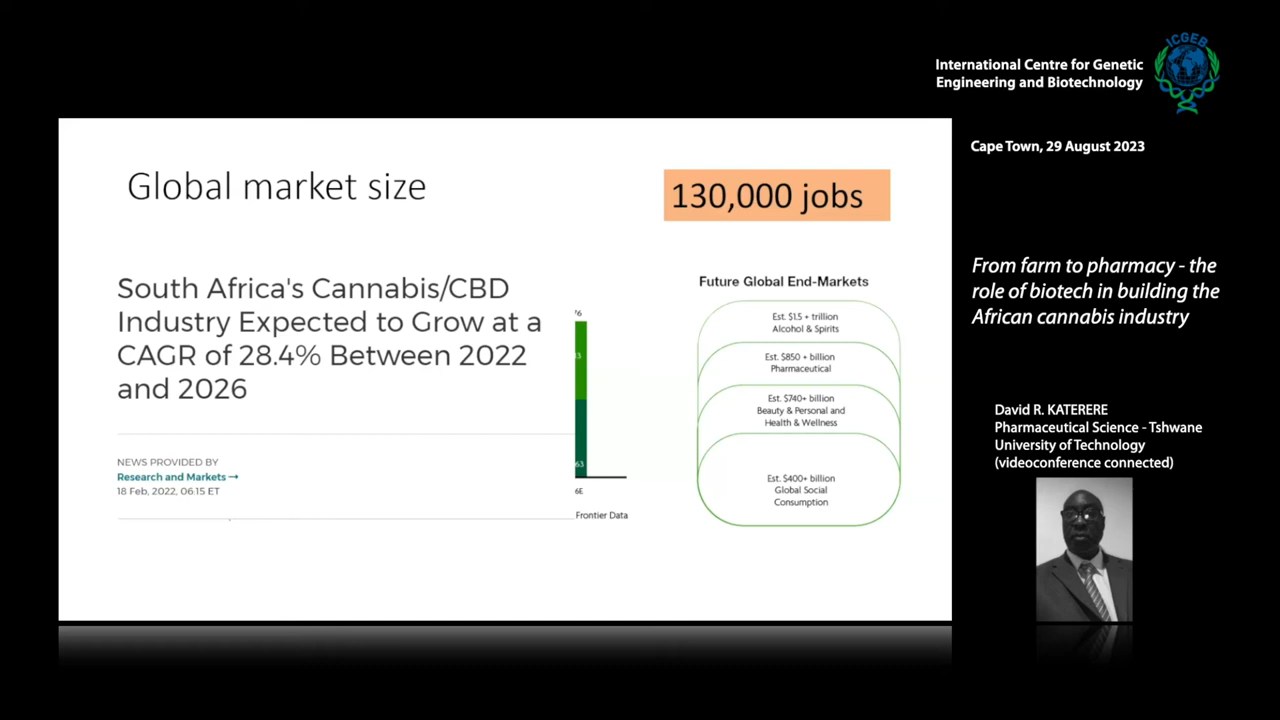 ICGEB
International Centre for Genetic
Engineering and Biotechnology
Cape Town, 29 August 2023
Global market size
130,000 jobs
South Africa's Cannabis/CBD
Industry Expected to Grow at a
CAGR of 28.4% Between 2022
and 2026
NEWS PROVIDED BY
Research and Markets →
18 Feb, 2022, 06:15 ET
63
6E
Frontier Data
Future Global End-Markets
Est. $1.5 + trillion
Alcohol & Spirits
Est. $850 + billion
Pharmaceutical
Est. $740+ billion
Beauty & Personal and
Health & Wellness
Est. $400+ billion
Global Social
Consumption
From farm to pharmacy - the
role of biotech in building the
African cannabis industry
David R. KATERERE
Pharmaceutical Science - Tshwane
University of Technology
(videoconference connected)